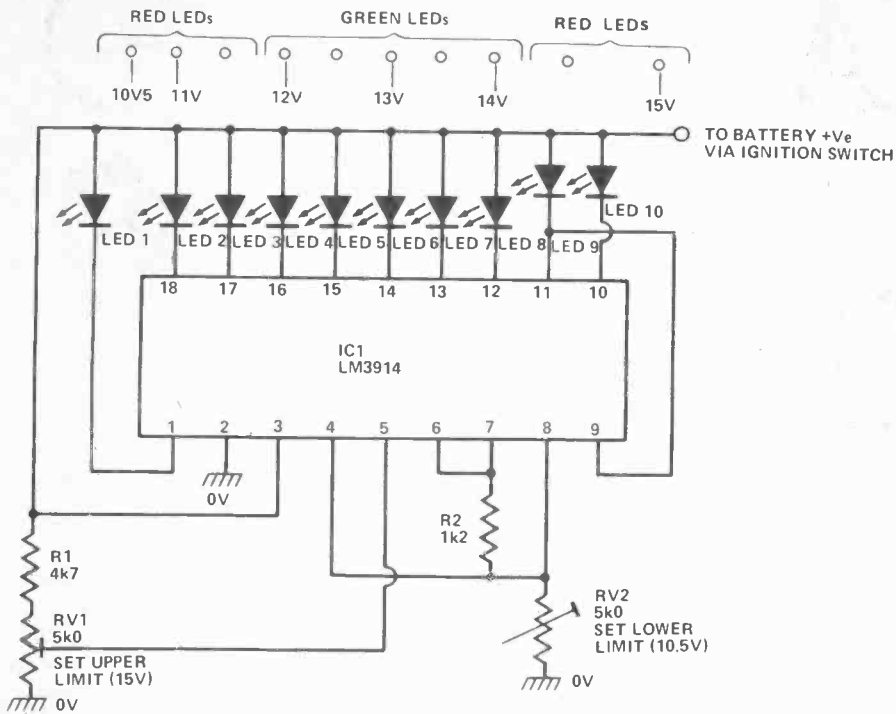 RED LEDs
GREEN LEDs
RED LEDs
10V5
11V
12V
13V
14V
15V
TO BATTERY +Ve
VIA IGNITION SWITCH
LED 1
LED 2
LED 3
LED 4
LED 5
LED 6
LED 7
LED 8
LED 9
LED 10
18
17
16
15
14
13
12
11
10
IC1
LM3914
1
2
3
4
5
6
7
8
9
0V
R2
1k2
R1
4k7
RV1
5k0
SET UPPER
LIMIT (15V)
0V
RV2
5k0
SET LOWER
LIMIT (10.5V)
0V